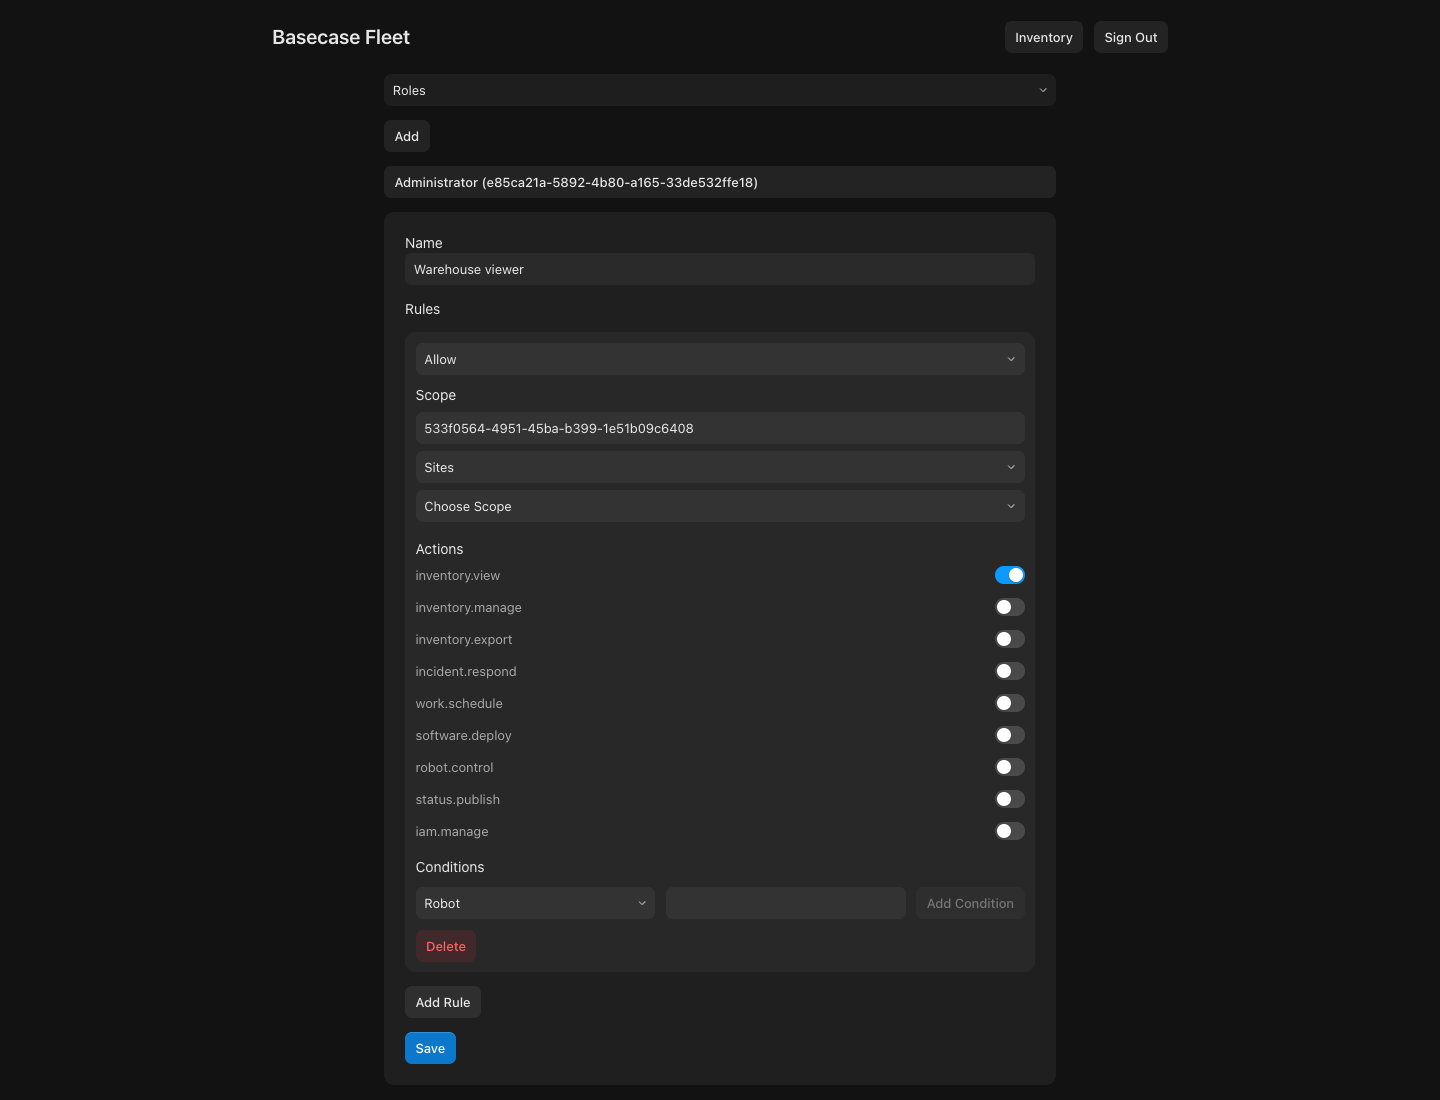 Basecase Fleet
Inventory
Sign Out
Roles
Add
Administrator (e85ca21a-5892-4b80-a165-33de532ffe18)
Name
Warehouse viewer
Rules
Allow
Scope
533f0564-4951-45ba-b399-1e51b09c6408
Sites
Choose Scope
Actions
inventory.view
inventory.manage
inventory.export
incident.respond
work.schedule
software.deploy
robot.control
status.publish
iam.manage
Conditions
Robot
Add Condition
Delete
Add Rule
Save